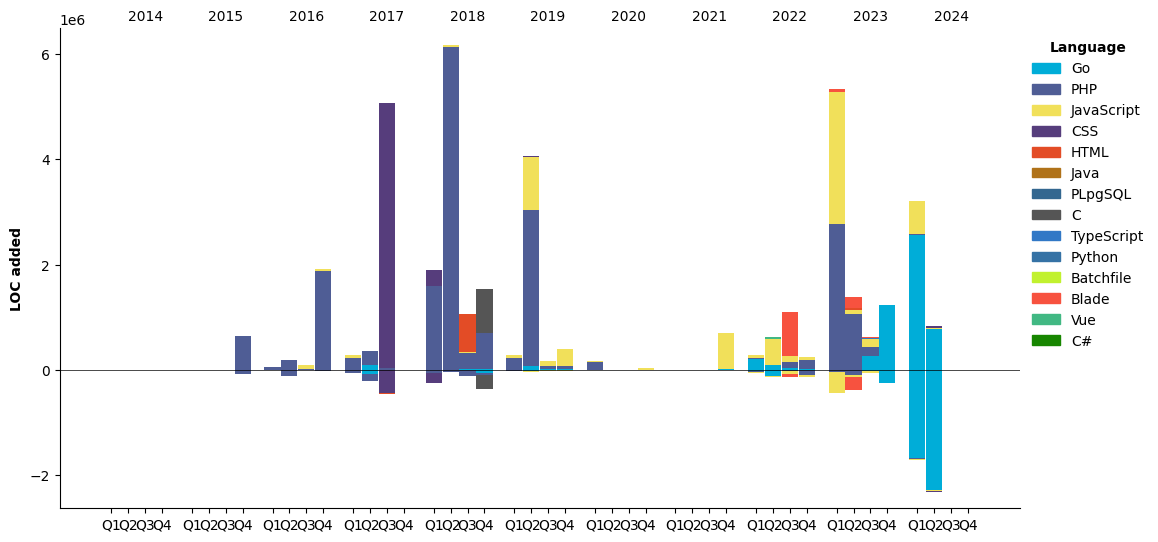 2014 2015 2016 2017 2018 2019 2020 2021 2022 2023 2024
1e6
6
4
2
0
−2
LOC added
Q1Q2Q3Q4 Q1Q2Q3Q4 Q1Q2Q3Q4 Q1Q2Q3Q4 Q1Q2Q3Q4 Q1Q2Q3Q4 Q1Q2Q3Q4 Q1Q2Q3Q4 Q1Q2Q3Q4 Q1Q2Q3Q4 Q1Q2Q3Q4
Language
Go
PHP
JavaScript
CSS
HTML
Java
PLpgSQL
C
TypeScript
Python
Batchfile
Blade
Vue
C#